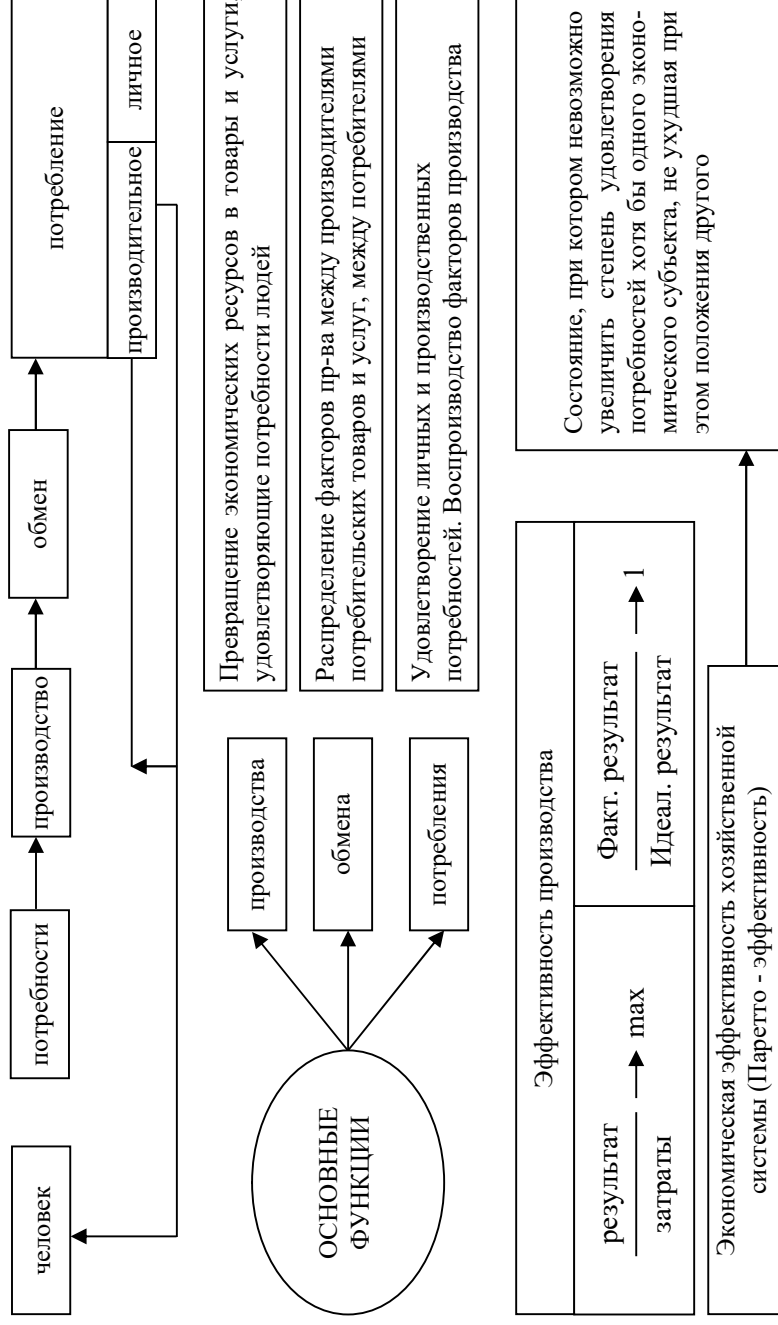 человек
потребности
производство
обмен
потребление
производительное
личное
ОСНОВНЫЕ
ФУНКЦИИ
производства
Превращение экономических ресурсов в товары и услуги,
удовлетворяющие потребности людей
обмена
Распределение факторов пр-ва между производителями
потребительских товаров и услуг, между потребителями
потребления
Удовлетворение личных и производственных
потребностей. Воспроизводство факторов производства
Эффективность производства
результат
затраты
max
Факт. результат
Идеал. результат
1
Экономическая эффективность хозяйственной
системы (Паретто - эффективность)
Состояние, при котором невозможно
увеличить степень удовлетворения
потребностей хотя бы одного эконо-
мического субъекта, не ухудшая при
этом положения другого